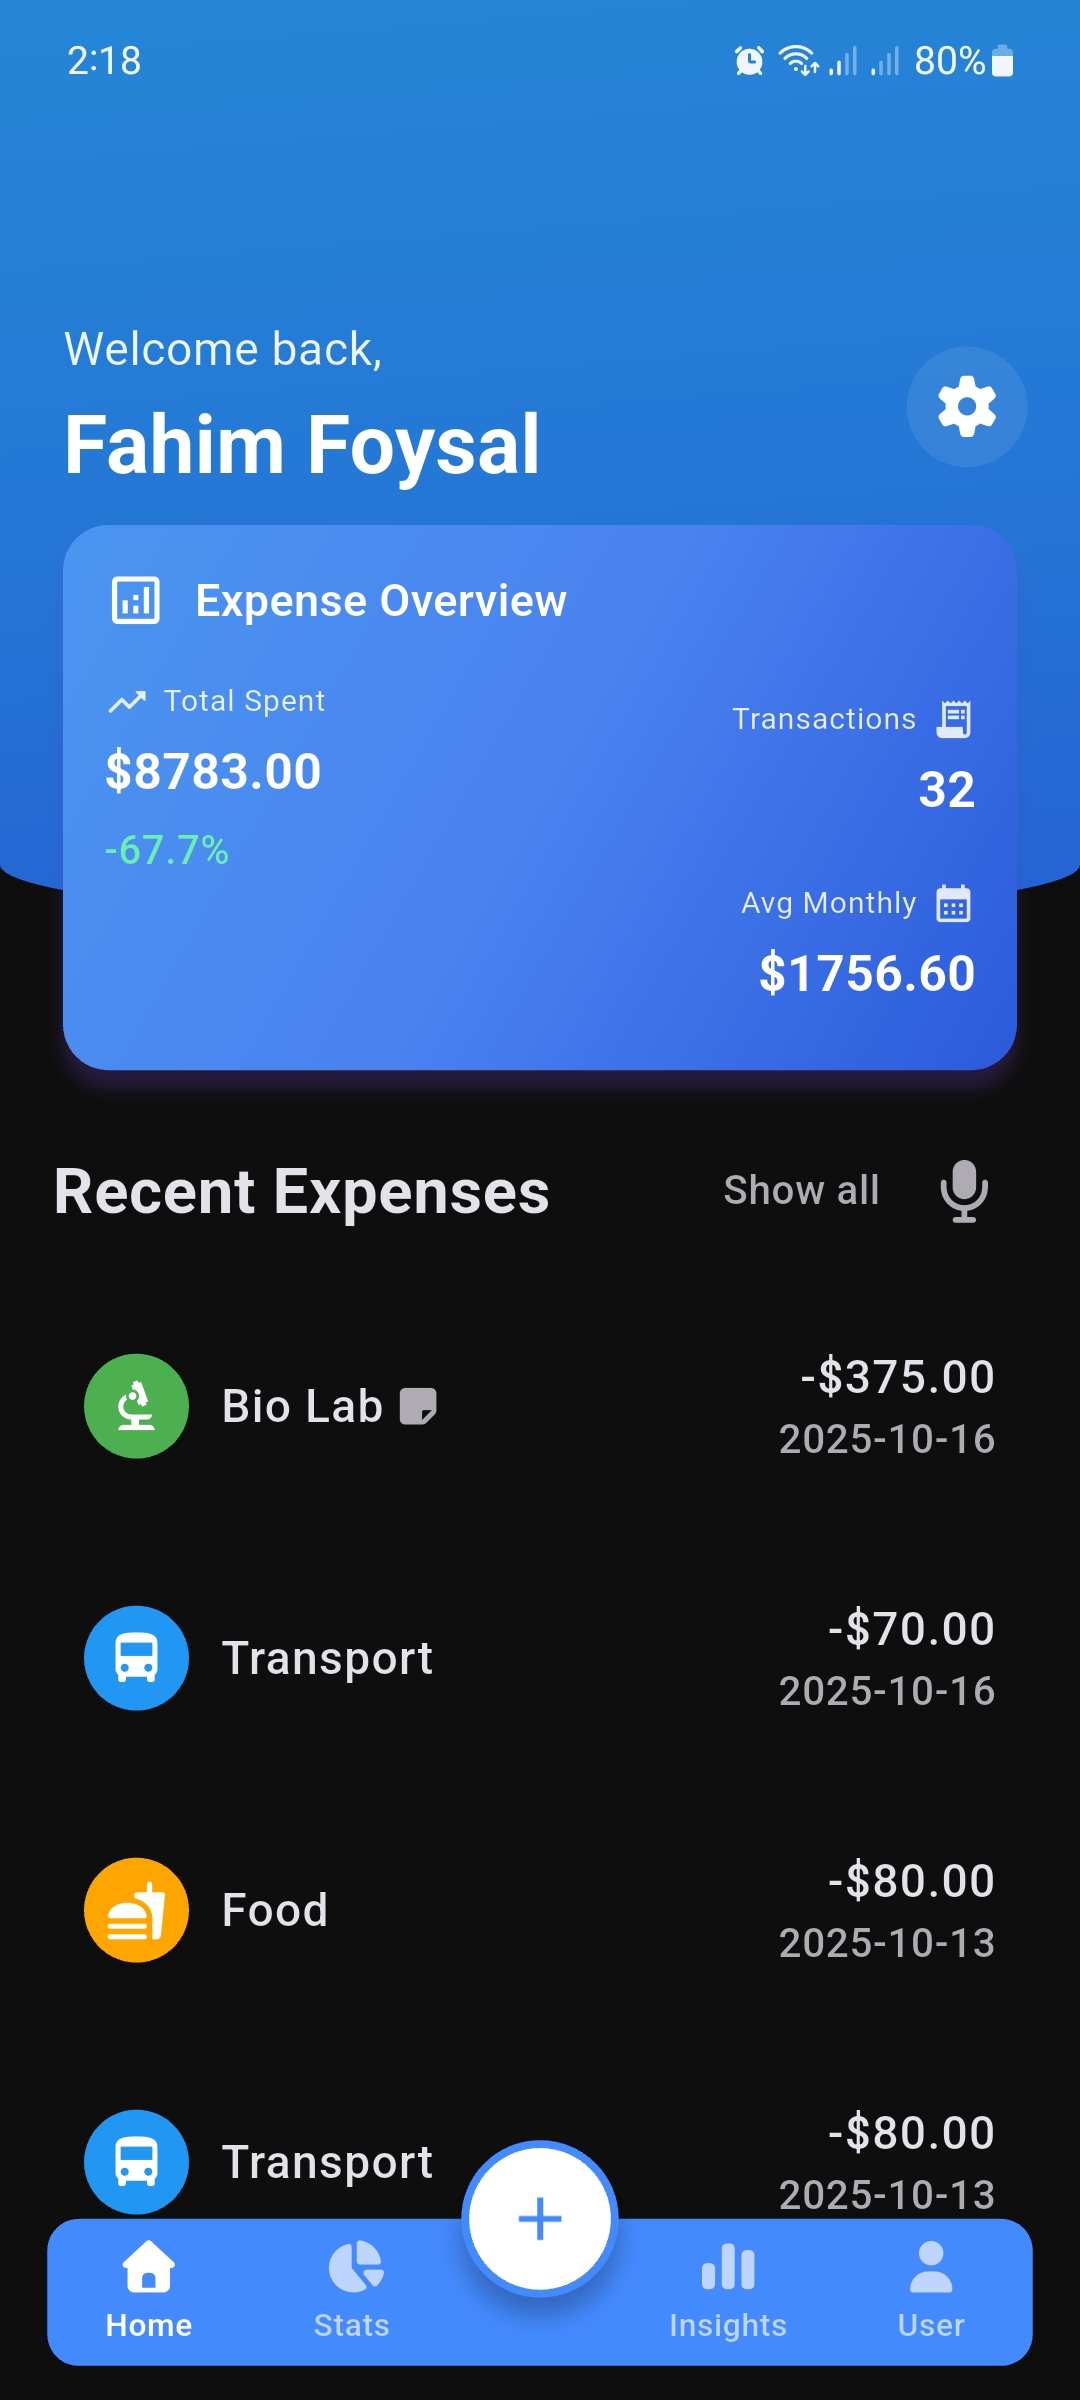 2:18
80%
Welcome back,
Fahim Foysal
Expense Overview
Total Spent
$8783.00
-67.7%
Transactions
32
Avg Monthly
$1756.60
Recent Expenses
Show all
Bio Lab
-$375.00
2025-10-16
Transport
-$70.00
2025-10-16
Food
-$80.00
2025-10-13
Transport
-$80.00
2025-10-13
Home
Stats
Insights
User